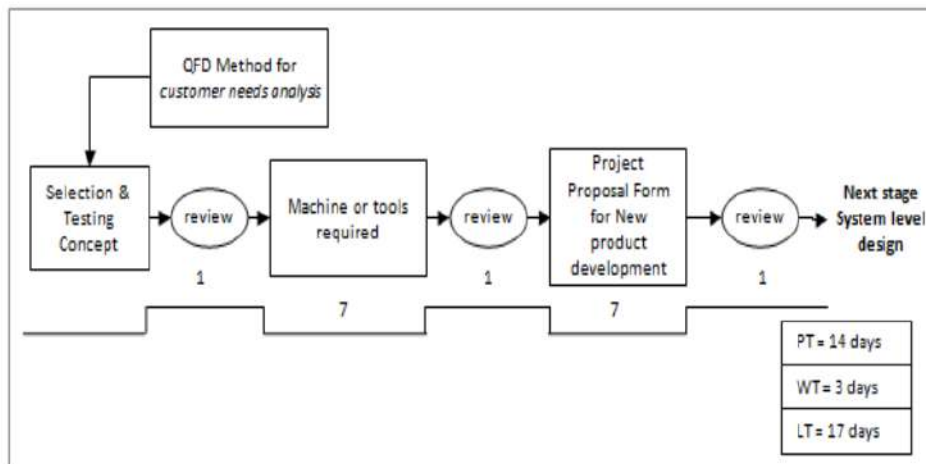 QFD Method for
customer needs analysis
Selection &
Testing
Concept
review
Machine or tools
required
review
Project
Proposal Form
for New
product
development
review
Next stage
System level
design
1
7
1
7
1
PT= 14 days
WT= 3 days
LT= 17 days